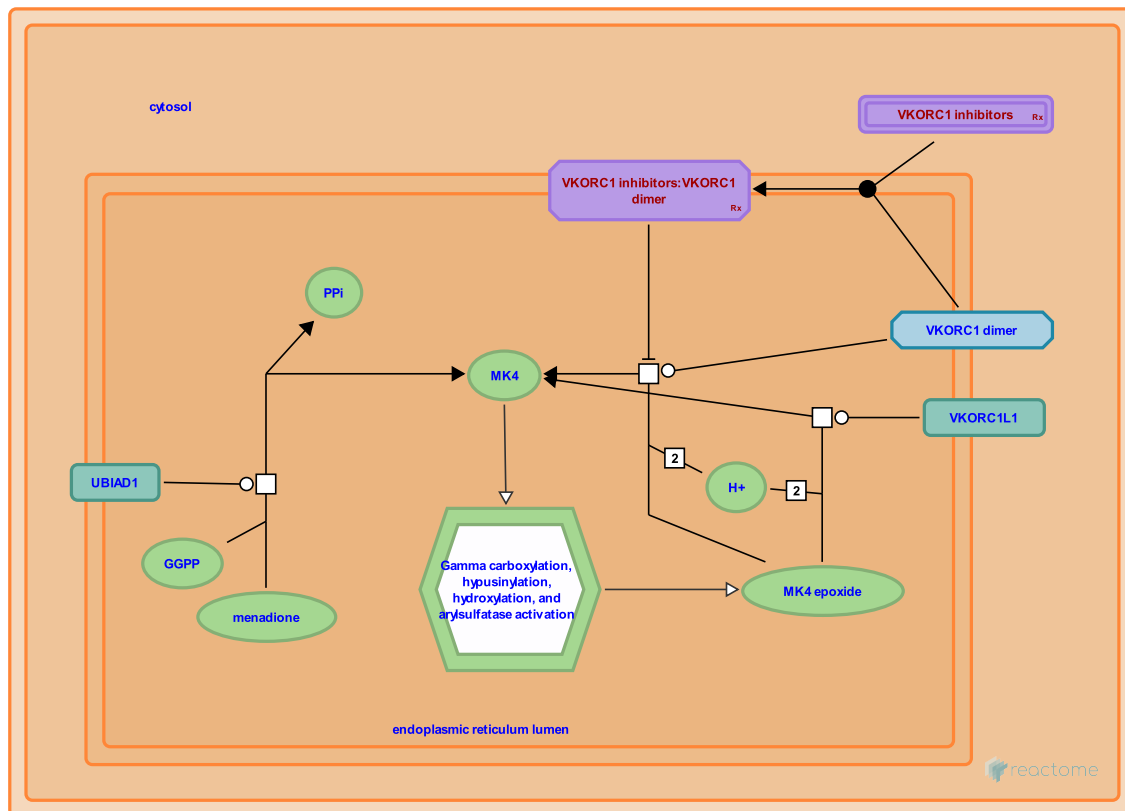 cytosol
VKORC1 inhibitors
Rx
VKORC1 inhibitors:VKORC1
dimer
Rx
PPi
VKORC1 dimer
MK4
VKORC1L1
2
H+
2
UBIAD1
GGPP
menadione
Gamma carboxylation,
hypusinylation,
hydroxylation, and
arylsulfatase activation
MK4 epoxide
endoplasmic reticulum lumen
reactome